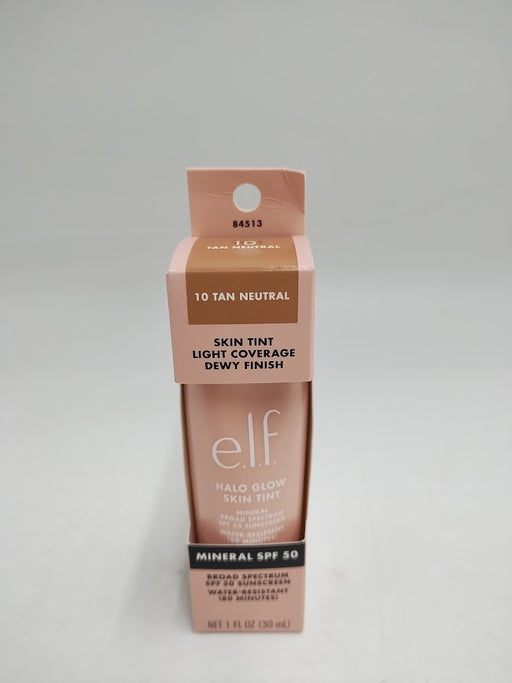 84513
10
TAN NEUTRAL
10 TAN NEUTRAL
SKIN TINT
LIGHT COVERAGE
DEWY FINISH
e.l.f.
HALO GLOW
SKIN TINT
MINERAL
BROAD SPECTRUM
SPF 50 SUNSCREEN
WATER-RESISTANT
(80 MINUTES)
MINERAL SPF 50
BROAD SPECTRUM
SPF 50 SUNSCREEN
WATER-RESISTANT
(80 MINUTES)
NET 1 FL OZ (30 mL)